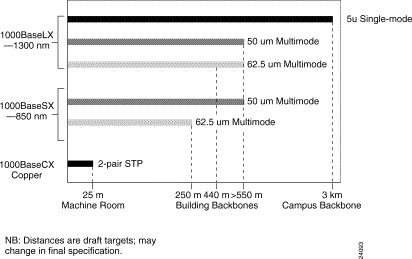 5u Single-mode
1000BaseLX
—1300 nm
50 um Multimode
62.5 um Multimode
1000BaseSX
—850 nm
50 um Multimode
62.5 um Multimode
1000BaseCX
Copper
2-pair STP
25 m
250 m 440 m >550 m
3 km
Machine Room
Building Backbones
Campus Backbone
NB: Distances are draft targets; may
change in final specification.
24093